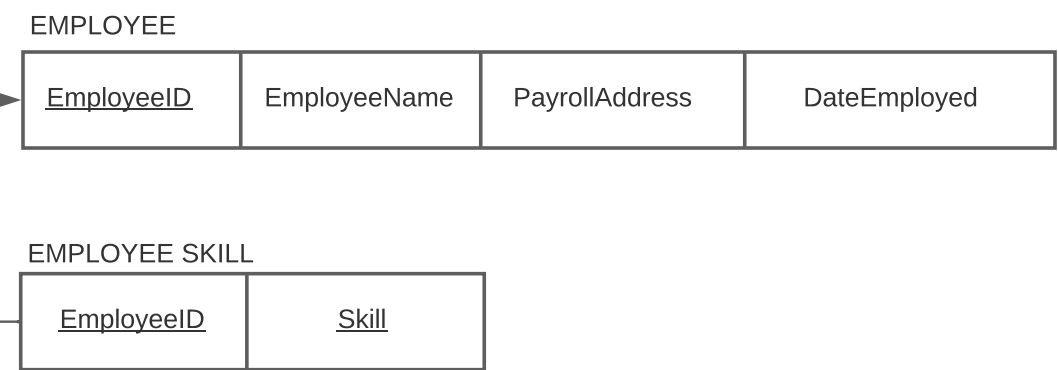 EMPLOYEE
EmployeeID EmployeeName PayrollAddress DateEmployed
EMPLOYEE SKILL
EmployeeID Skill